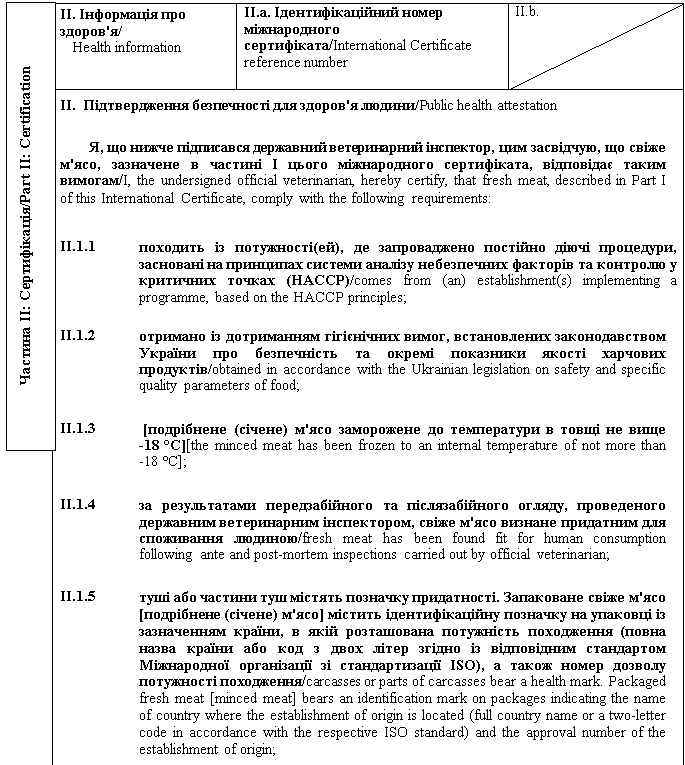 Частина II: Сертифікація/Part II: Certification
II. Інформація про
здоров'я/
Health information
II.a. Ідентифікаційний номер
міжнародного
сертифіката/International Certificate
reference number
II.b.
II. Підтвердження безпечності для здоров'я людини/Public health attestation
Я, що нижче підписався державний ветеринарний інспектор, цим засвідчую, що свіже
м'ясо, зазначене в частині I цього міжнародного сертифіката, відповідає таким
вимогам/I, the undersigned official veterinarian, hereby certify, that fresh meat, described in Part I
of this International Certificate, comply with the following requirements:
II.1.1 походить із потужності(ей), де запроваджено постійно діючі процедури,
засновані на принципах системи аналізу небезпечних факторів та контролю у
критичних точках (HACCP)/comes from (an) establishment(s) implementing a
programme, based on the HACCP principles;
II.1.2 отримано із дотриманням гігієнічних вимог, встановлених законодавством
України про безпечність та окремі показники якості харчових
продуктів/obtained in accordance with the Ukrainian legislation on safety and specific
quality parameters of food;
II.1.3 [подрібнене (січене) м'ясо заморожене до температури в товщі не вище
-18 °C][the minced meat has been frozen to an internal temperature of not more than
-18 °C];
II.1.4 за результатами передзабійного та післязабійного огляду, проведеного
державним ветеринарним інспектором, свіже м'ясо визнане придатним для
споживання людиною/fresh meat has been found fit for human consumption
following ante and post-mortem inspections carried out by official veterinarian;
II.1.5 туші або частини туш містять позначку придатності. Запаковане свіже м'ясо
[подрібнене (січене) м'ясо] містить ідентифікаційну позначку на упаковці із
зазначенням країни, в якій розташована потужність походження (повна
назва країни або код з двох літер згідно із відповідним стандартом
Міжнародної організації зі стандартизації ISO), а також номер дозволу
потужності походження/carcasses or parts of carcasses bear a health mark. Packaged
fresh meat [minced meat] bears an identification mark on packages indicating the name
of country where the establishment of origin is located (full country name or a two-letter
code in accordance with the respective ISO standard) and the approval number of the
establishment of origin;